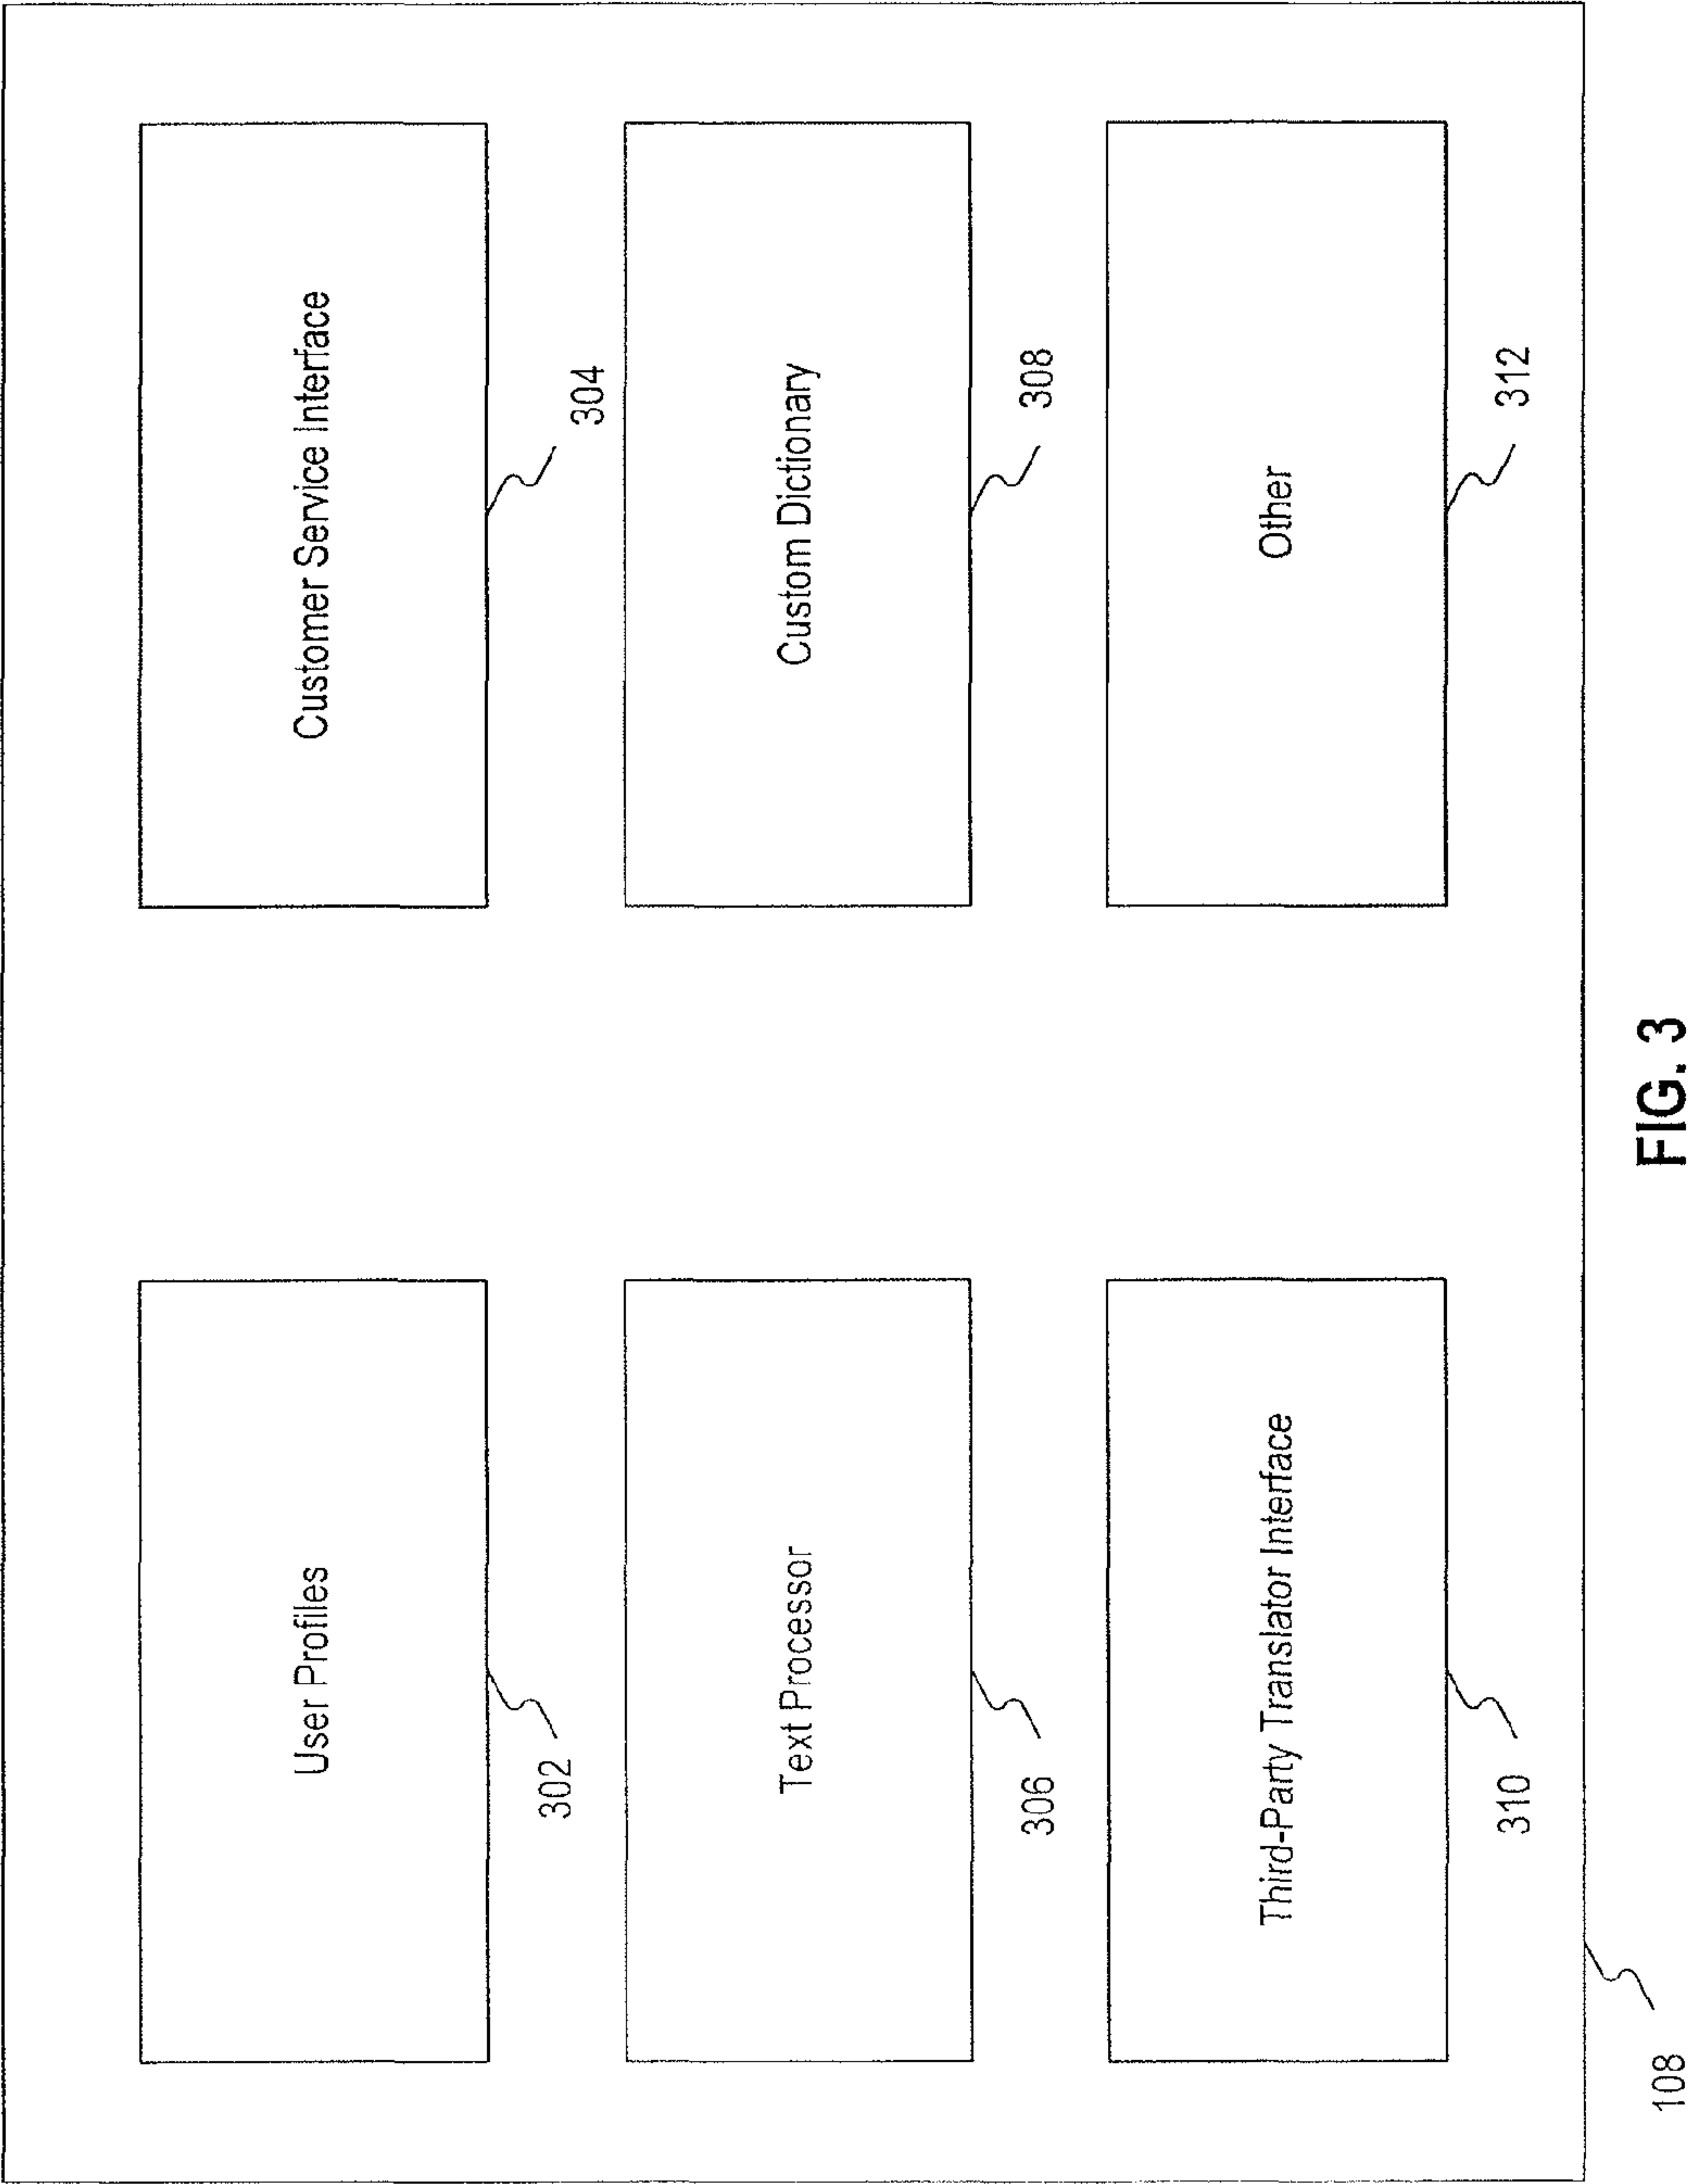 User Profiles
302
Customer Service Interface
304
Text Processor
306
Custom Dictionary
308
Third-Party Translator Interface
310
Other
312
108
FIG. 3